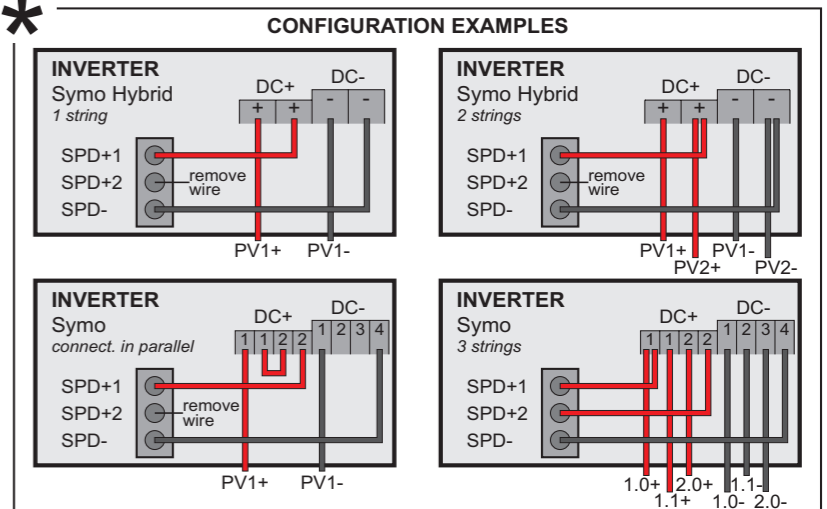 *
CONFIGURATION EXAMPLES
INVERTER
Symo Hybrid
1 string
DC+
DC-
+ + - -
SPD+1
SPD+2
remove
wire
SPD-
PV1+ PV1-
INVERTER
Symo Hybrid
2 strings
DC+
DC-
+ + - -
SPD+1
SPD+2
remove
wire
SPD-
PV1+ PV1-
PV2+ PV2-
INVERTER
Symo
connect. in parallel
DC+
DC-
1 1 2 2 1 2 3 4
SPD+1
SPD+2
remove
wire
SPD-
PV1+ PV1-
INVERTER
Symo
3 strings
DC+
DC-
1 1 2 2 1 2 3 4
SPD+1
SPD+2
SPD-
1.0+ 2.0+ 1.1-
1.1+ 1.0- 2.0-